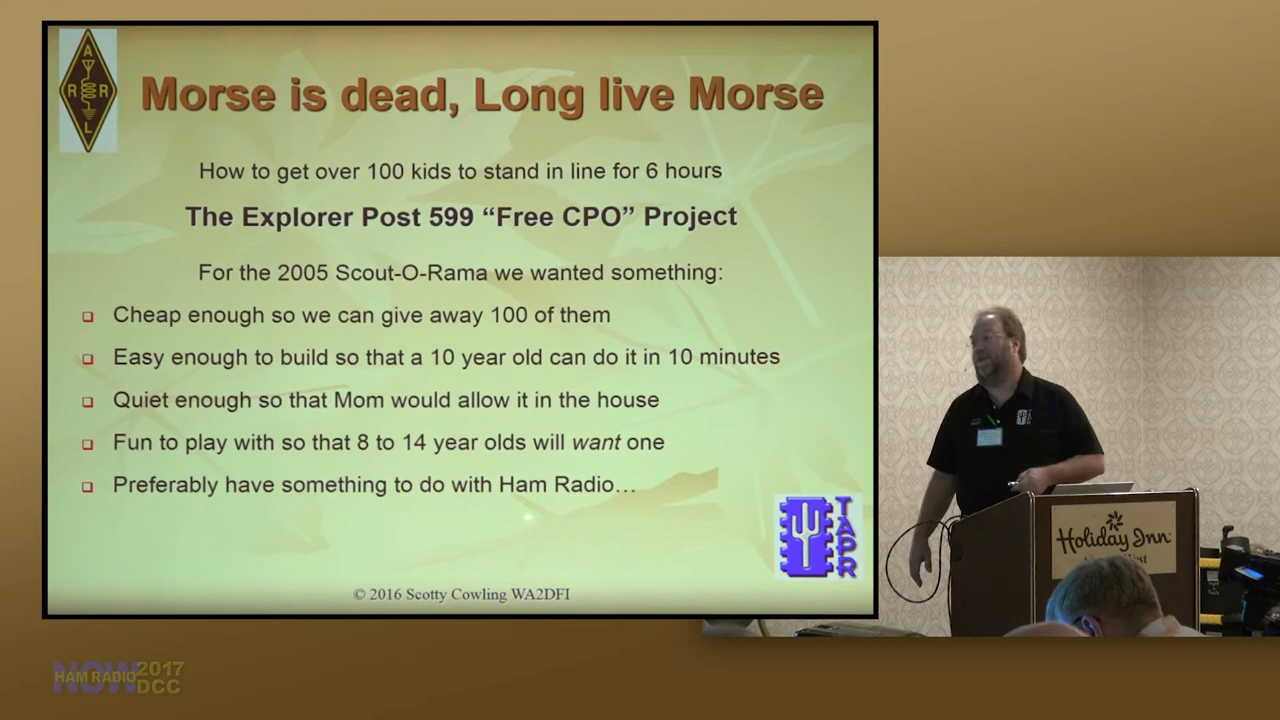 A
R R
L
Morse is dead, Long live Morse
How to get over 100 kids to stand in line for 6 hours
The Explorer Post 599 “Free CPO” Project
For the 2005 Scout-O-Rama we wanted something:
Cheap enough so we can give away 100 of them
Easy enough to build so that a 10 year old can do it in 10 minutes
Quiet enough so that Mom would allow it in the house
Fun to play with so that 8 to 14 year olds will want one
Preferably have something to do with Ham Radio…
TAPR
© 2016 Scotty Cowling WA2DFI
Holiday Inn
NOW
HAM RADIO 2017
DCC